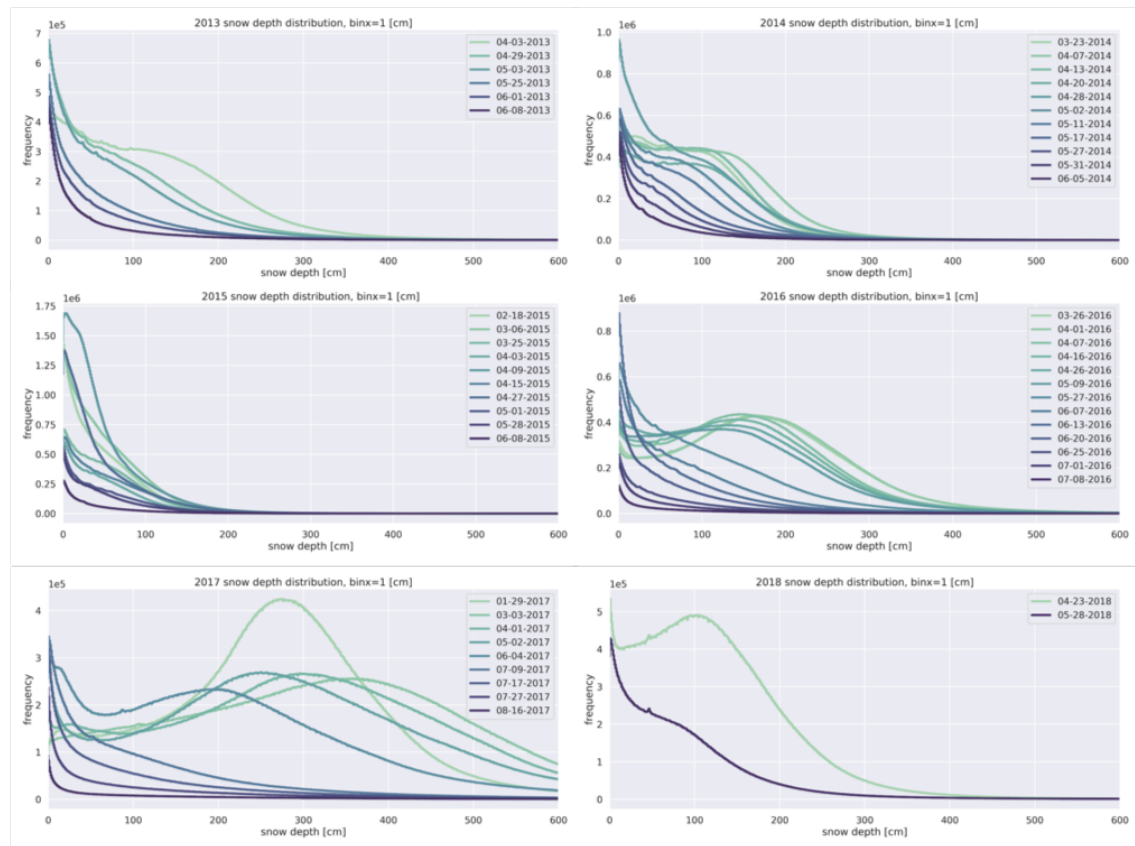 2013 snow depth distribution, binx=1 [cm]
1e5
7
6
5
4
3
2
1
0
frequency
0 100 200 300 400 500 600
snow depth [cm]
04-03-2013
04-29-2013
05-03-2013
05-25-2013
06-01-2013
06-08-2013
2014 snow depth distribution, binx=1 [cm]
1e6
1.0
0.8
0.6
0.4
0.2
0.0
frequency
0 100 200 300 400 500 600
snow depth [cm]
03-23-2014
04-07-2014
04-13-2014
04-20-2014
04-28-2014
05-02-2014
05-11-2014
05-17-2014
05-27-2014
05-31-2014
06-05-2014
2015 snow depth distribution, binx=1 [cm]
1e6
1.75
1.50
1.25
1.00
0.75
0.50
0.25
0.00
frequency
0 100 200 300 400 500 600
snow depth [cm]
02-18-2015
03-06-2015
03-25-2015
04-03-2015
04-09-2015
04-15-2015
04-27-2015
05-01-2015
05-28-2015
06-08-2015
2016 snow depth distribution, binx=1 [cm]
1e6
0.8
0.6
0.4
0.2
0.0
frequency
0 100 200 300 400 500 600
snow depth [cm]
03-26-2016
04-01-2016
04-07-2016
04-16-2016
04-26-2016
05-09-2016
05-27-2016
06-07-2016
06-13-2016
06-20-2016
06-25-2016
07-01-2016
07-08-2016
2017 snow depth distribution, binx=1 [cm]
1e5
4
3
2
1
0
frequency
0 100 200 300 400 500 600
snow depth [cm]
01-29-2017
03-03-2017
04-01-2017
05-02-2017
06-04-2017
07-09-2017
07-17-2017
07-27-2017
08-16-2017
2018 snow depth distribution, binx=1 [cm]
1e5
5
4
3
2
1
0
frequency
0 100 200 300 400 500 600
snow depth [cm]
04-23-2018
05-28-2018